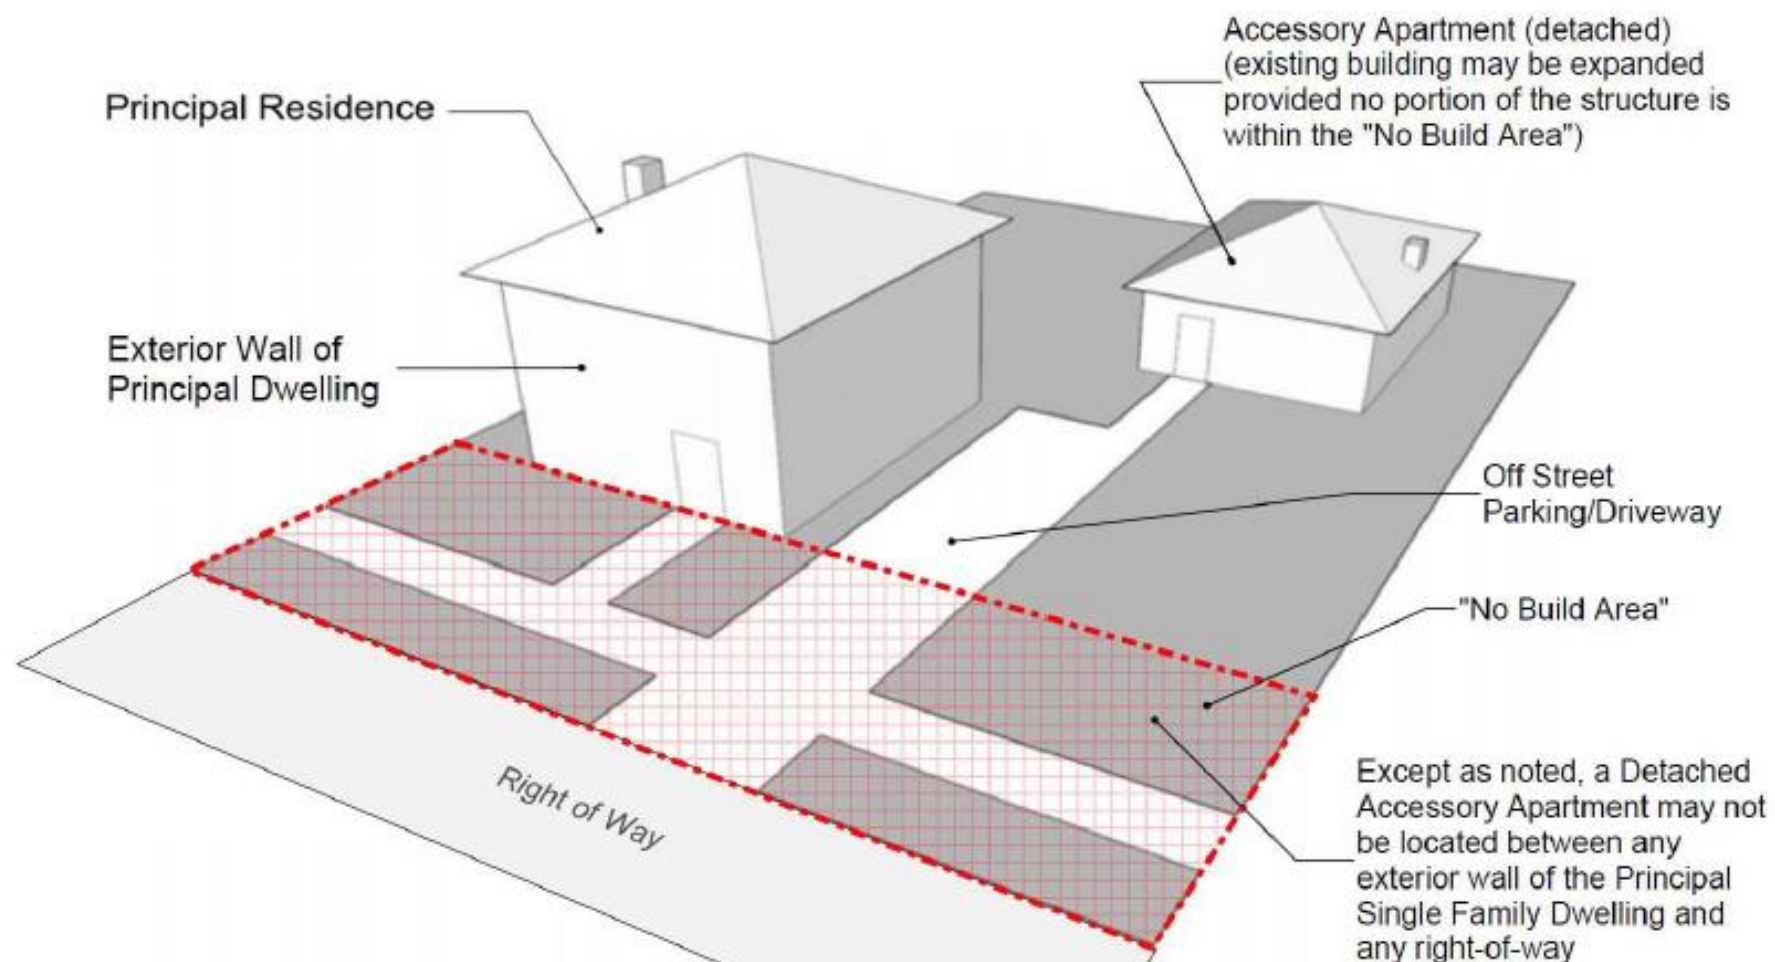 Accessory Apartment (detached)
(existing building may be expanded
provided no portion of the structure is
within the "No Build Area")
Principal Residence
Exterior Wall of
Principal Dwelling
Off Street
Parking/Driveway
"No Build Area"
Right of Way
Except as noted, a Detached
Accessory Apartment may not
be located between any
exterior wall of the Principal
Single Family Dwelling and
any right-of-way